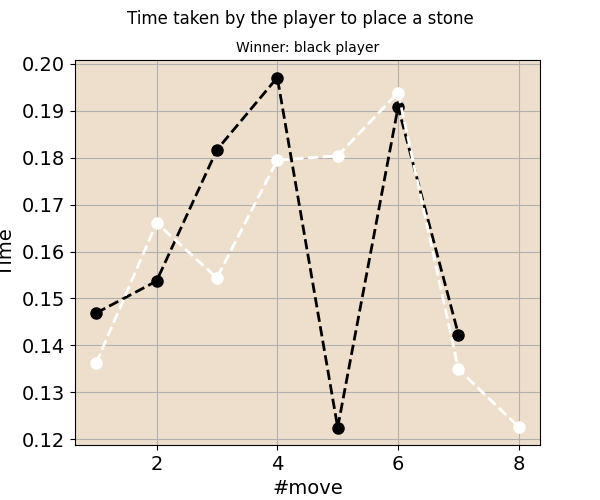 Time taken by the player to place a stone
Winner: black player
0.20
0.19
0.18
0.17
0.16
0.15
0.14
0.13
0.12
Time
2 4 6 8
#move